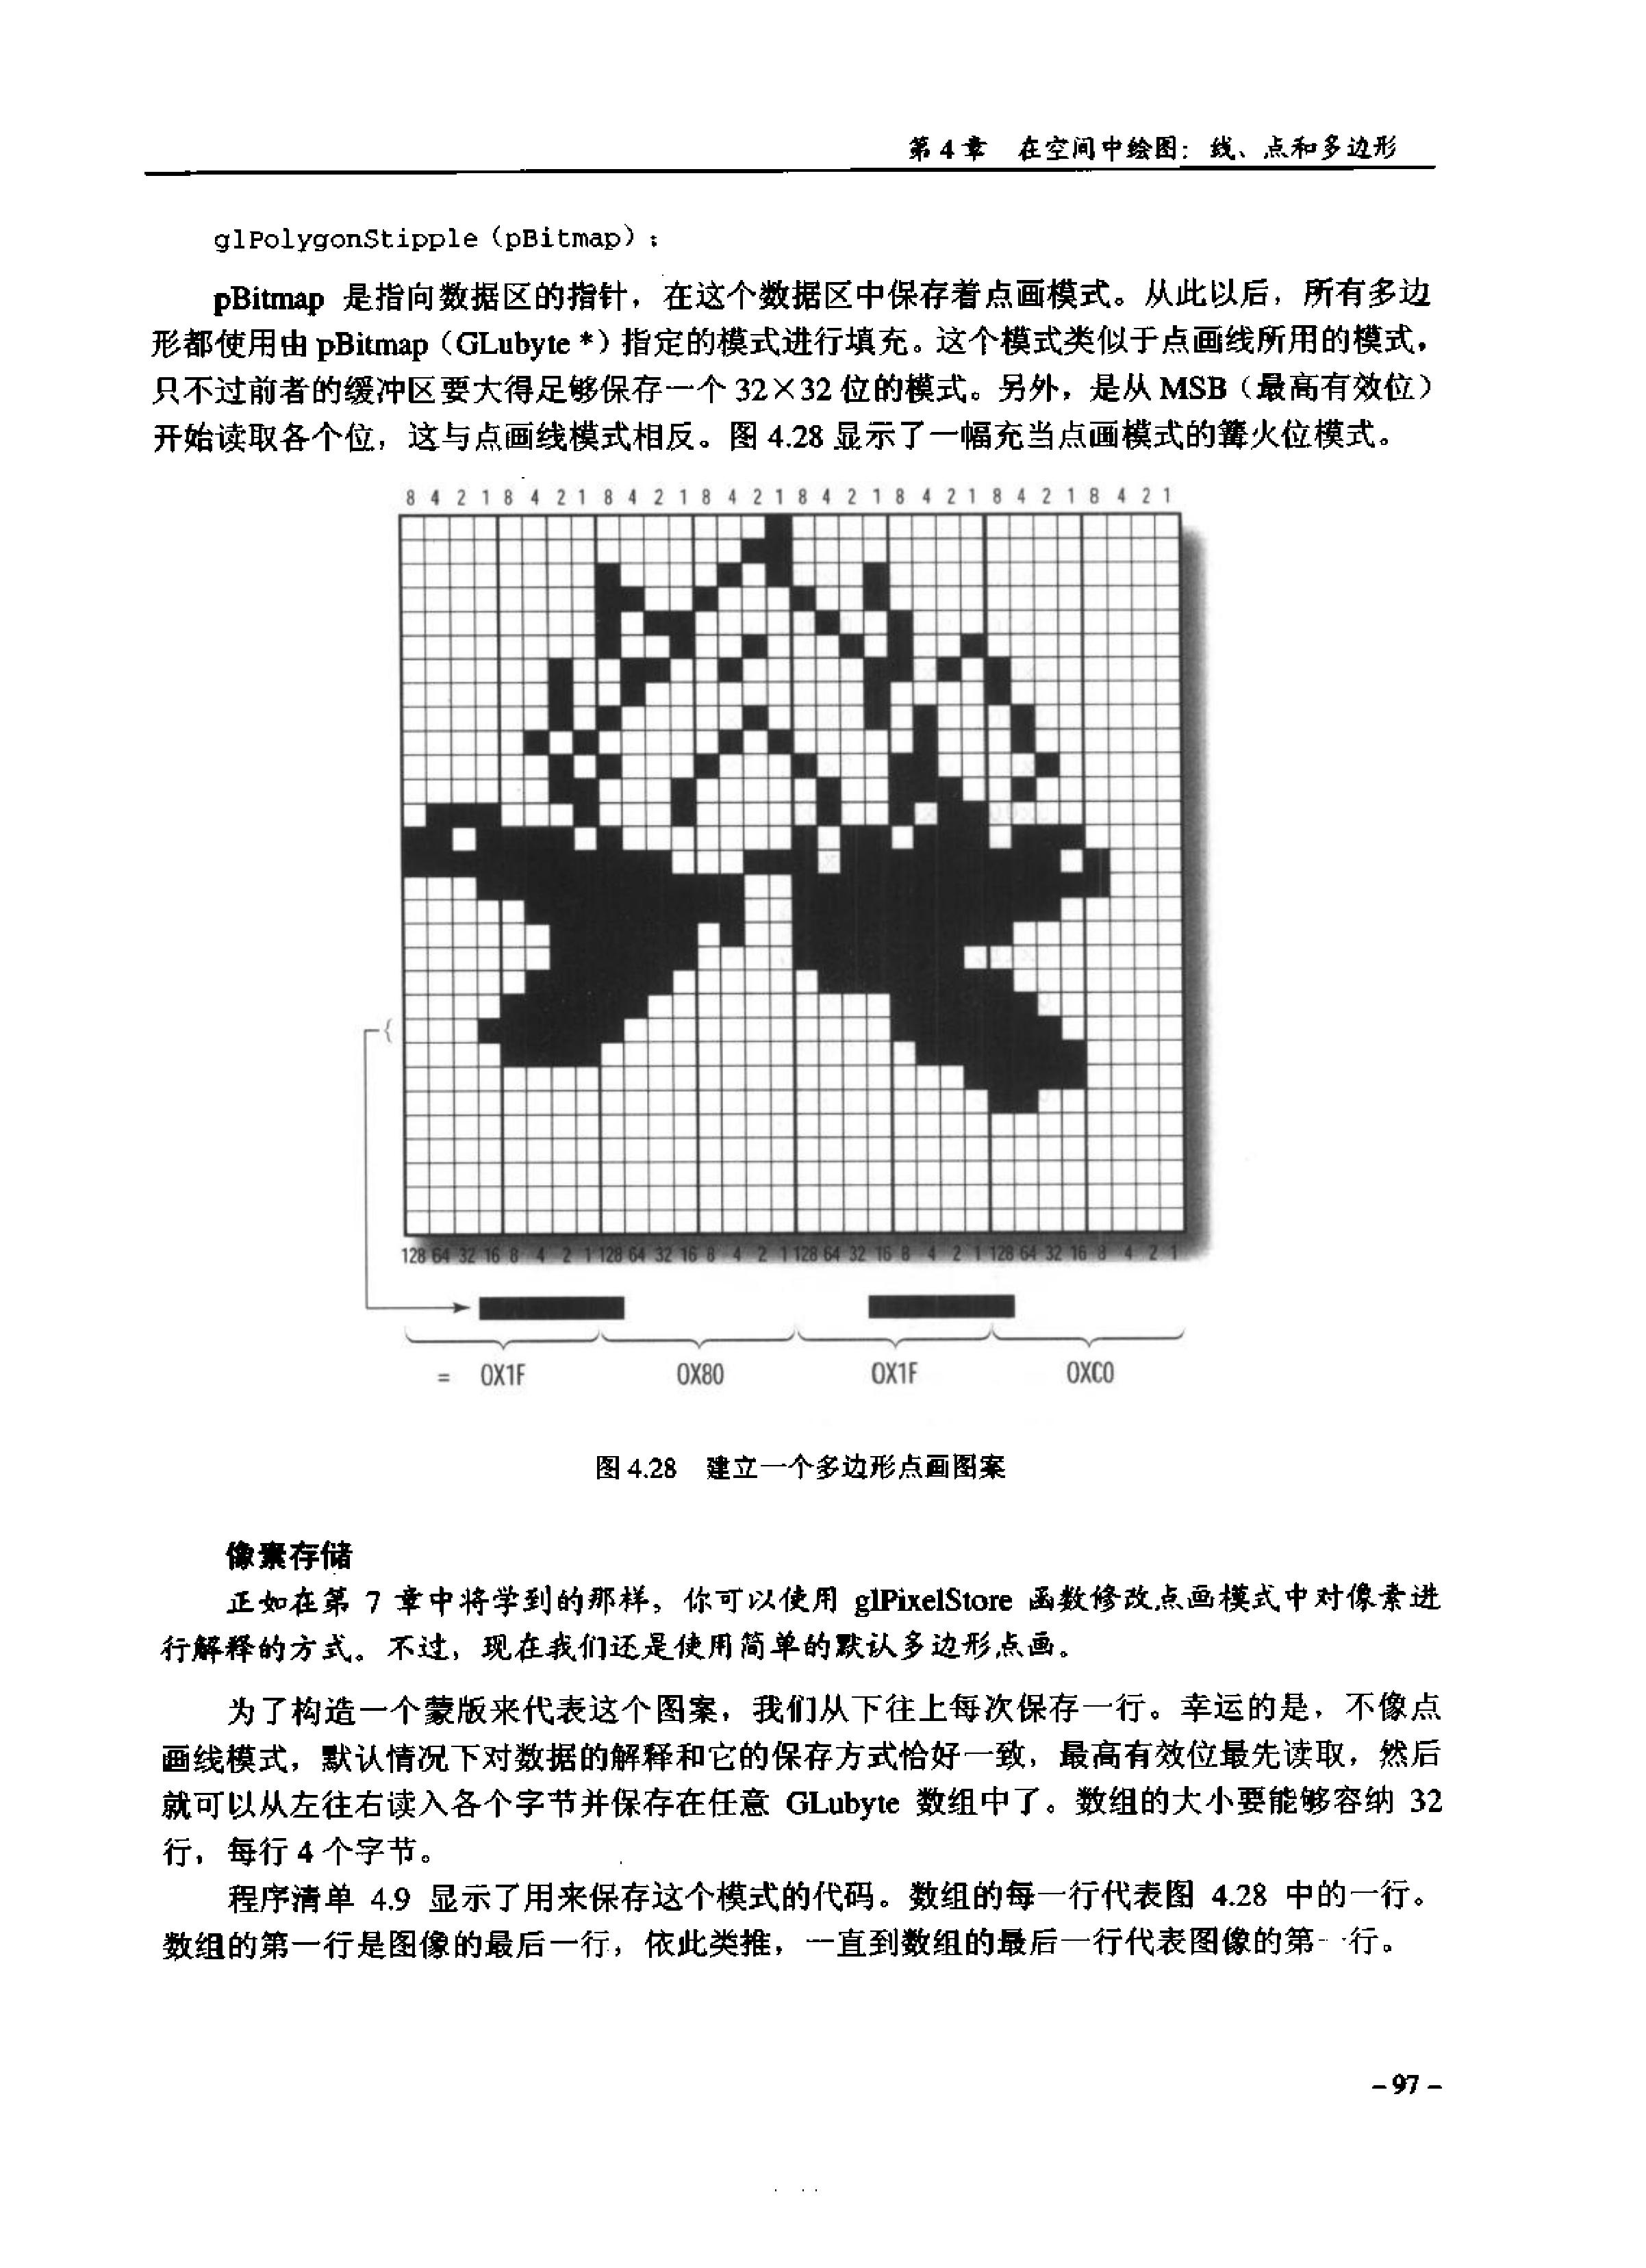 第 4 章　在空间中绘图：线、点和多边形
glPolygonStipple（pBitmap）；
pBitmap 是指向数据区的指针，在这个数据区中保存着点画模式。从此以后，所有多边
形都使用由 pBitmap（GLubyte *）指定的模式进行填充。这个模式类似于点画线所用的模式，
只不过前者的缓冲区要大得足够保存一个 32×32 位的模式。另外，是从 MSB（最高有效位）
开始读取各个位，这与点画线模式相反。图 4.28 显示了一幅充当点画模式的篝火位模式。
8 4 2 1 8 4 2 1 8 4 2 1 8 4 2 1 8 4 2 1 8 4 2 1 8 4 2 1 8 4 2 1
128 64 32 16 8 4 2 1 128 64 32 16 8 4 2 1 128 64 32 16 8 4 2 1 128 64 32 16 8 4 2 1
= 0X1F 0X80 0X1F 0XC0
图 4.28　建立一个多边形点画图案
像素存储
正如在第 7 章中将学到的那样，你可以使用 glPixelStore 函数修改点画模式中对像素进
行解释的方式。不过，现在我们还是使用简单的默认多边形点画。
为了构造一个蒙版来代表这个图案，我们从下往上每次保存一行。幸运的是，不像点
画线模式，默认情况下对数据的解释和它的保存方式恰好一致，最高有效位最先读取，然后
就可以从左往右读入各个字节并保存在任意 GLubyte 数组中了。数组的大小要能够容纳 32
行，每行 4 个字节。
程序清单 4.9 显示了用来保存这个模式的代码。数组的每一行代表图 4.28 中的一行。
数组的第一行是图像的最后一行，依此类推，一直到数组的最后一行代表图像的第一行。
－97－